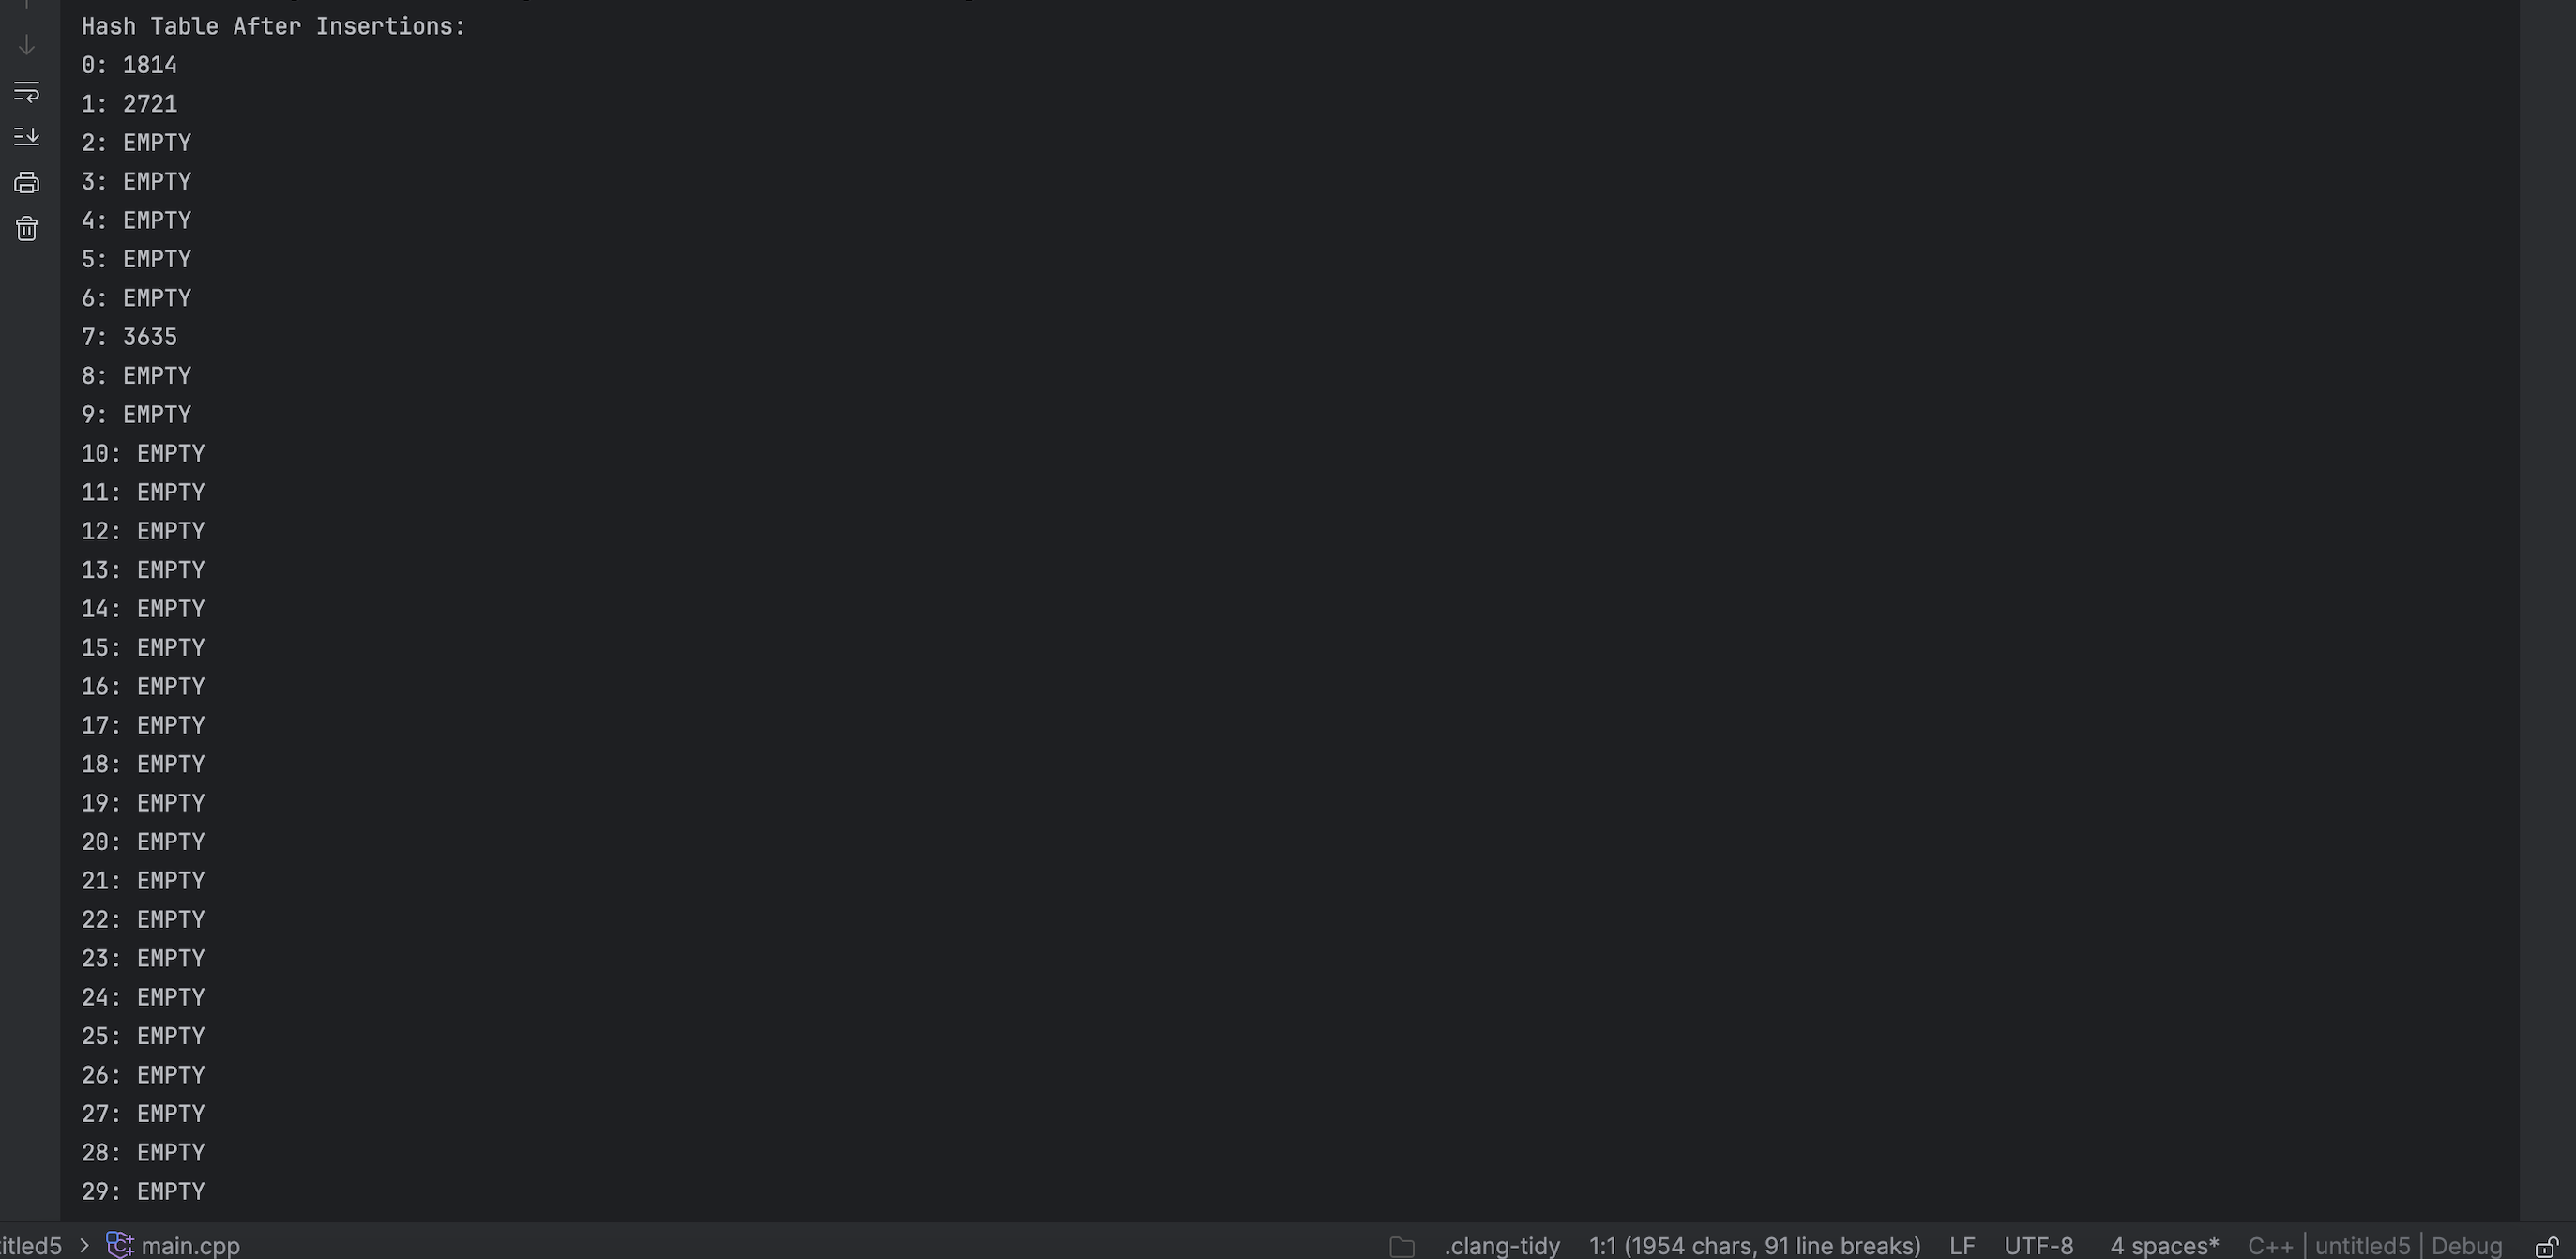 Hash Table After Insertions:
0: 1814
1: 2721
2: EMPTY
3: EMPTY
4: EMPTY
5: EMPTY
6: EMPTY
7: 3635
8: EMPTY
9: EMPTY
10: EMPTY
11: EMPTY
12: EMPTY
13: EMPTY
14: EMPTY
15: EMPTY
16: EMPTY
17: EMPTY
18: EMPTY
19: EMPTY
20: EMPTY
21: EMPTY
22: EMPTY
23: EMPTY
24: EMPTY
25: EMPTY
26: EMPTY
27: EMPTY
28: EMPTY
29: EMPTY
itled5 > main.cpp .clang-tidy 1:1 (1954 chars, 91 line breaks) LF UTF-8 4 spaces* C++ | untitled5 | Debug